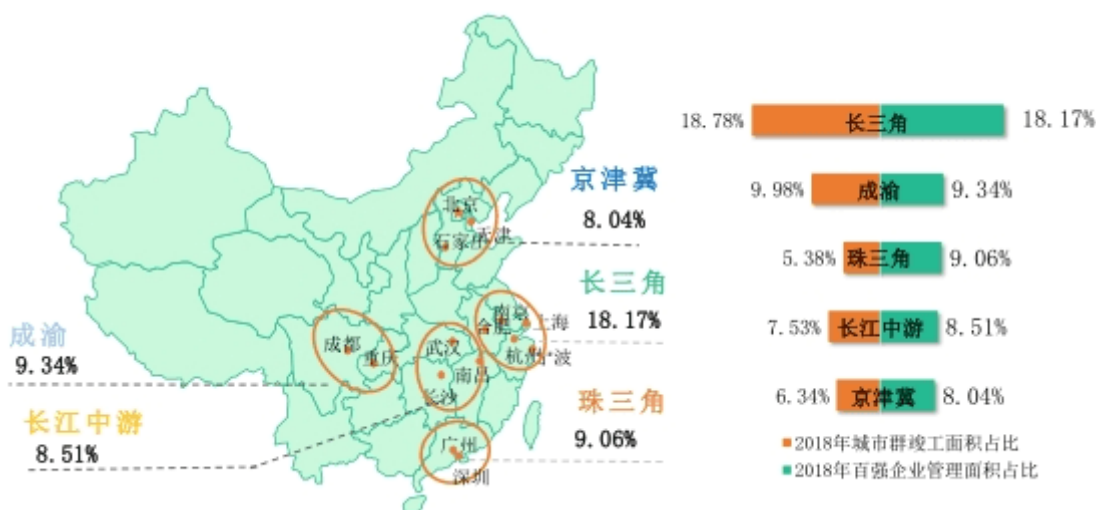 京津冀
8.04%
长三角
18.17%
珠三角
9.06%
成渝
9.34%
长江中游
8.51%
北京
天津
石家庄
南京
合肥
上海
杭州
波
成都
重庆
武汉
南昌
长沙
广州
深圳
18.78% 长三角 18.17%
9.98% 成渝 9.34%
5.38% 珠三角 9.06%
7.53% 长江中游 8.51%
6.34% 京津冀 8.04%
2018年城市群竣工面积占比
2018年百强企业管理面积占比